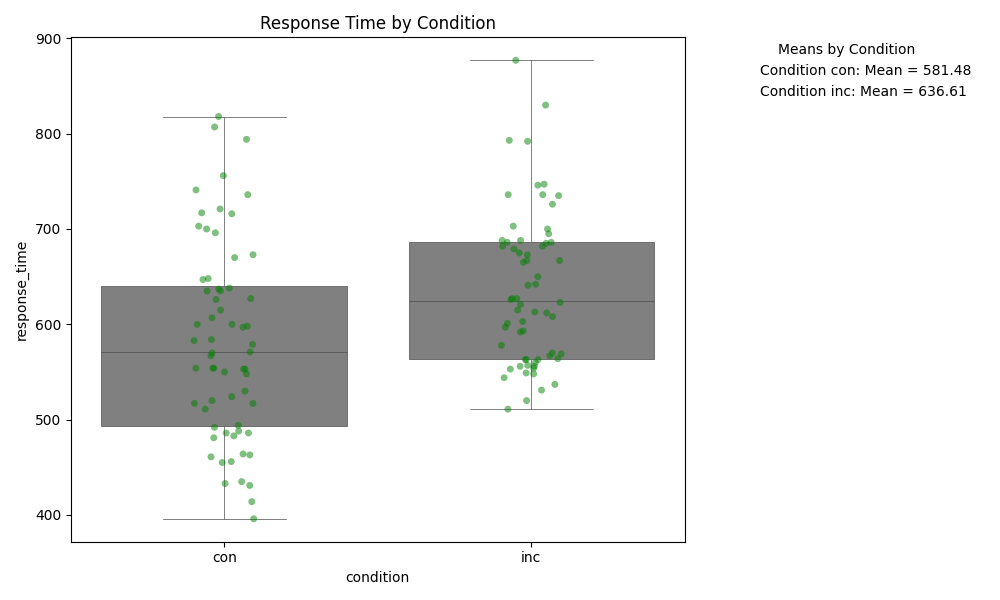 Response Time by Condition
Means by Condition
Condition con: Mean = 581.48
Condition inc: Mean = 636.61
900
800
700
600
500
400
response_time
con
inc
condition